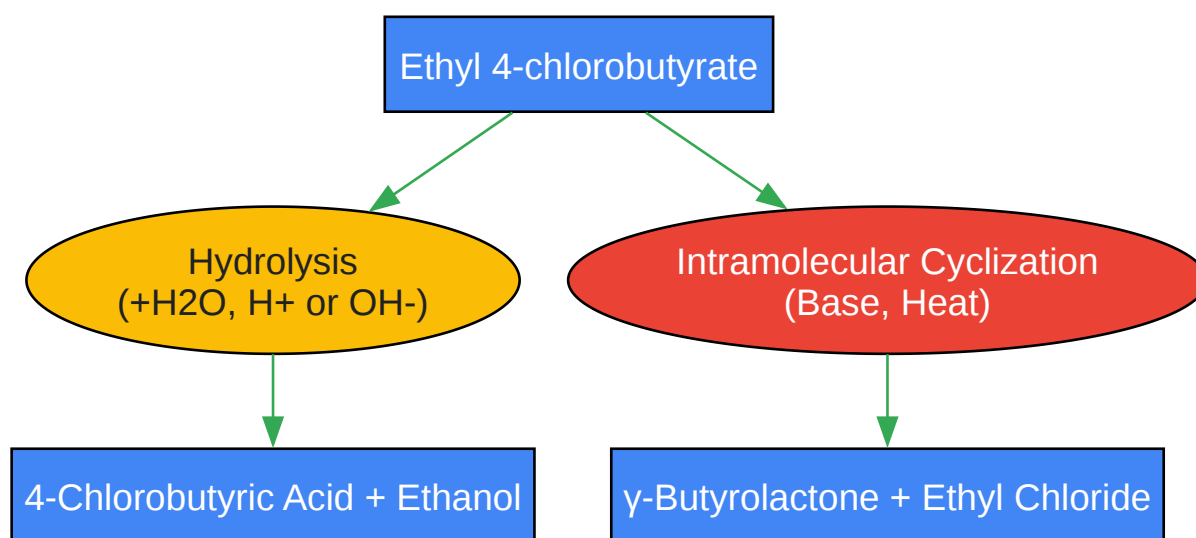 Ethyl 4-chlorobutyrate
Hydrolysis
(+H2O, H+ or OH-)
Intramolecular Cyclization
(Base, Heat)
4-Chlorobutyric Acid + Ethanol
γ-Butyrolactone + Ethyl Chloride